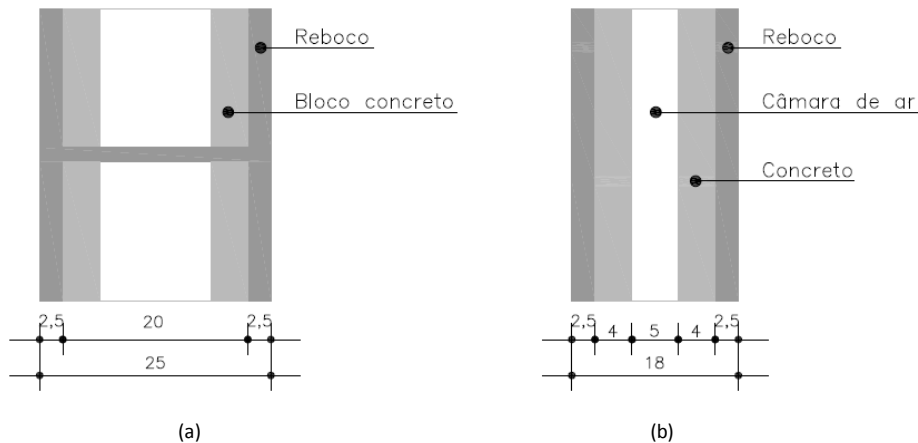 Reboco
Bloco concreto
2,5
20
2,5
25
(a)
Reboco
Câmara de ar
Concreto
2,5
4
5
4
2,5
18
(b)